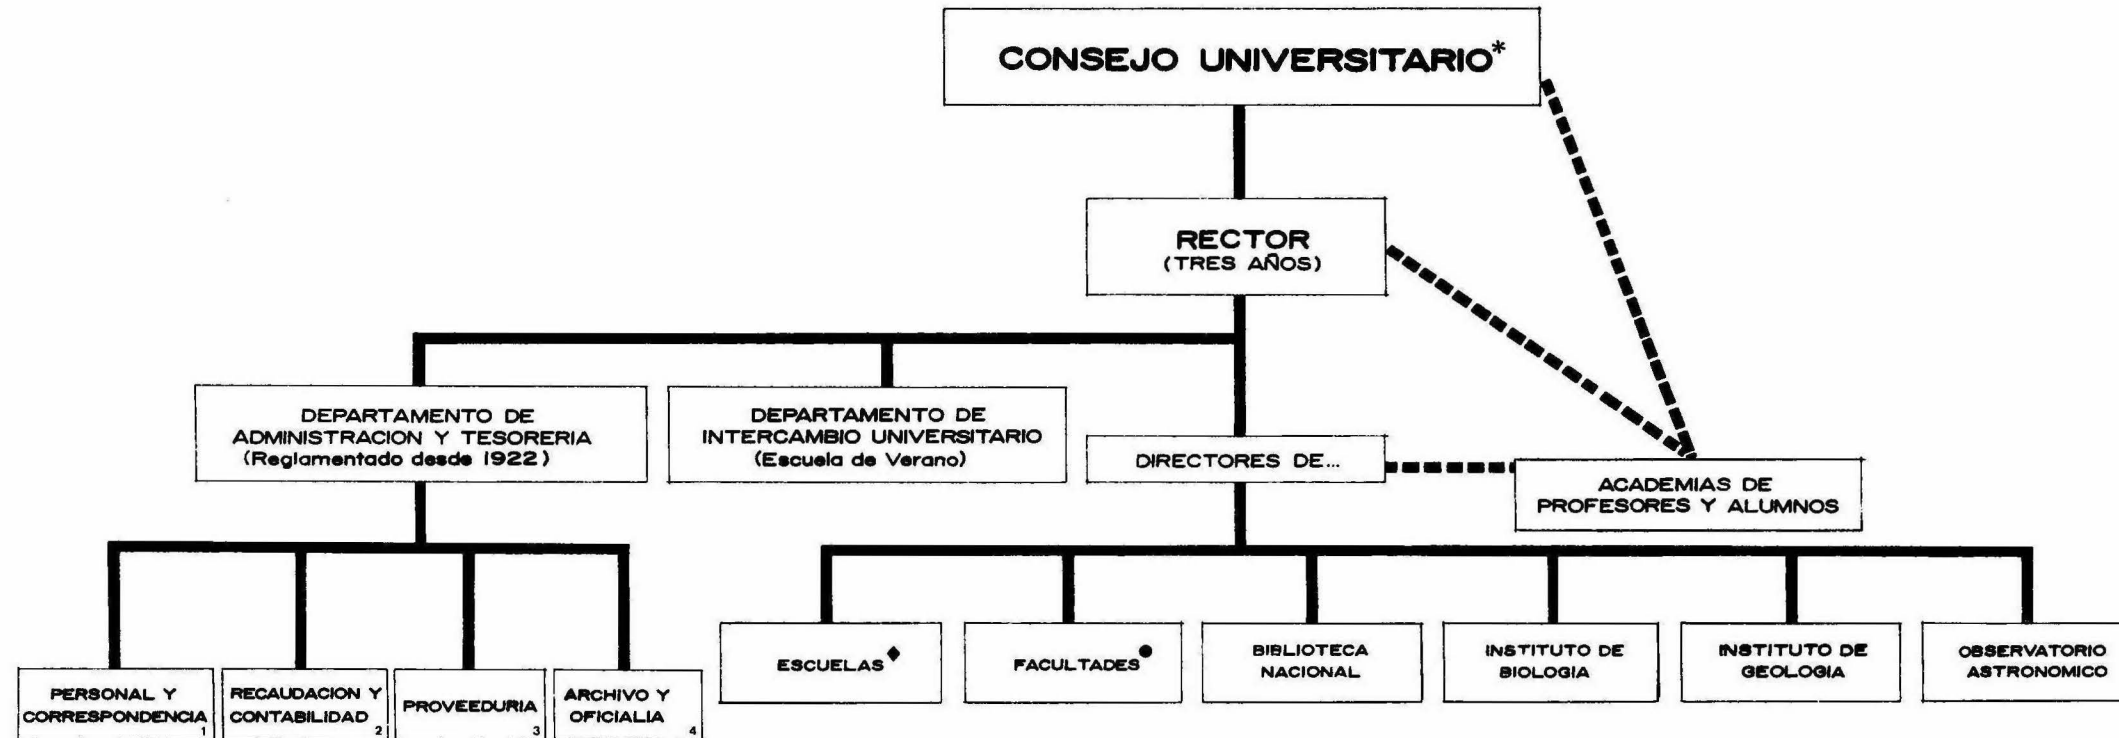 CONSEJO UNIVERSITARIO*
RECTOR
(TRES AÑOS)
DEPARTAMENTO DE
ADMINISTRACION Y TESORERIA
(Reglamentado desde 1922)
DEPARTAMENTO DE
INTERCAMBIO UNIVERSITARIO
(Escuela de Verano)
DIRECTORES DE...
ACADEMIAS DE
PROFESORES Y ALUMNOS
PERSONAL Y
CORRESPONDENCIA
1
RECAUDACION Y
CONTABILIDAD
2
PROVEEDURIA
3
ARCHIVO Y
OFICIALIA
4
ESCUELAS♦
FACULTADES●
BIBLIOTECA
NACIONAL
INSTITUTO DE
BIOLOGIA
INSTITUTO DE
GEOLOGIA
OBSERVATORIO
ASTRONOMICO